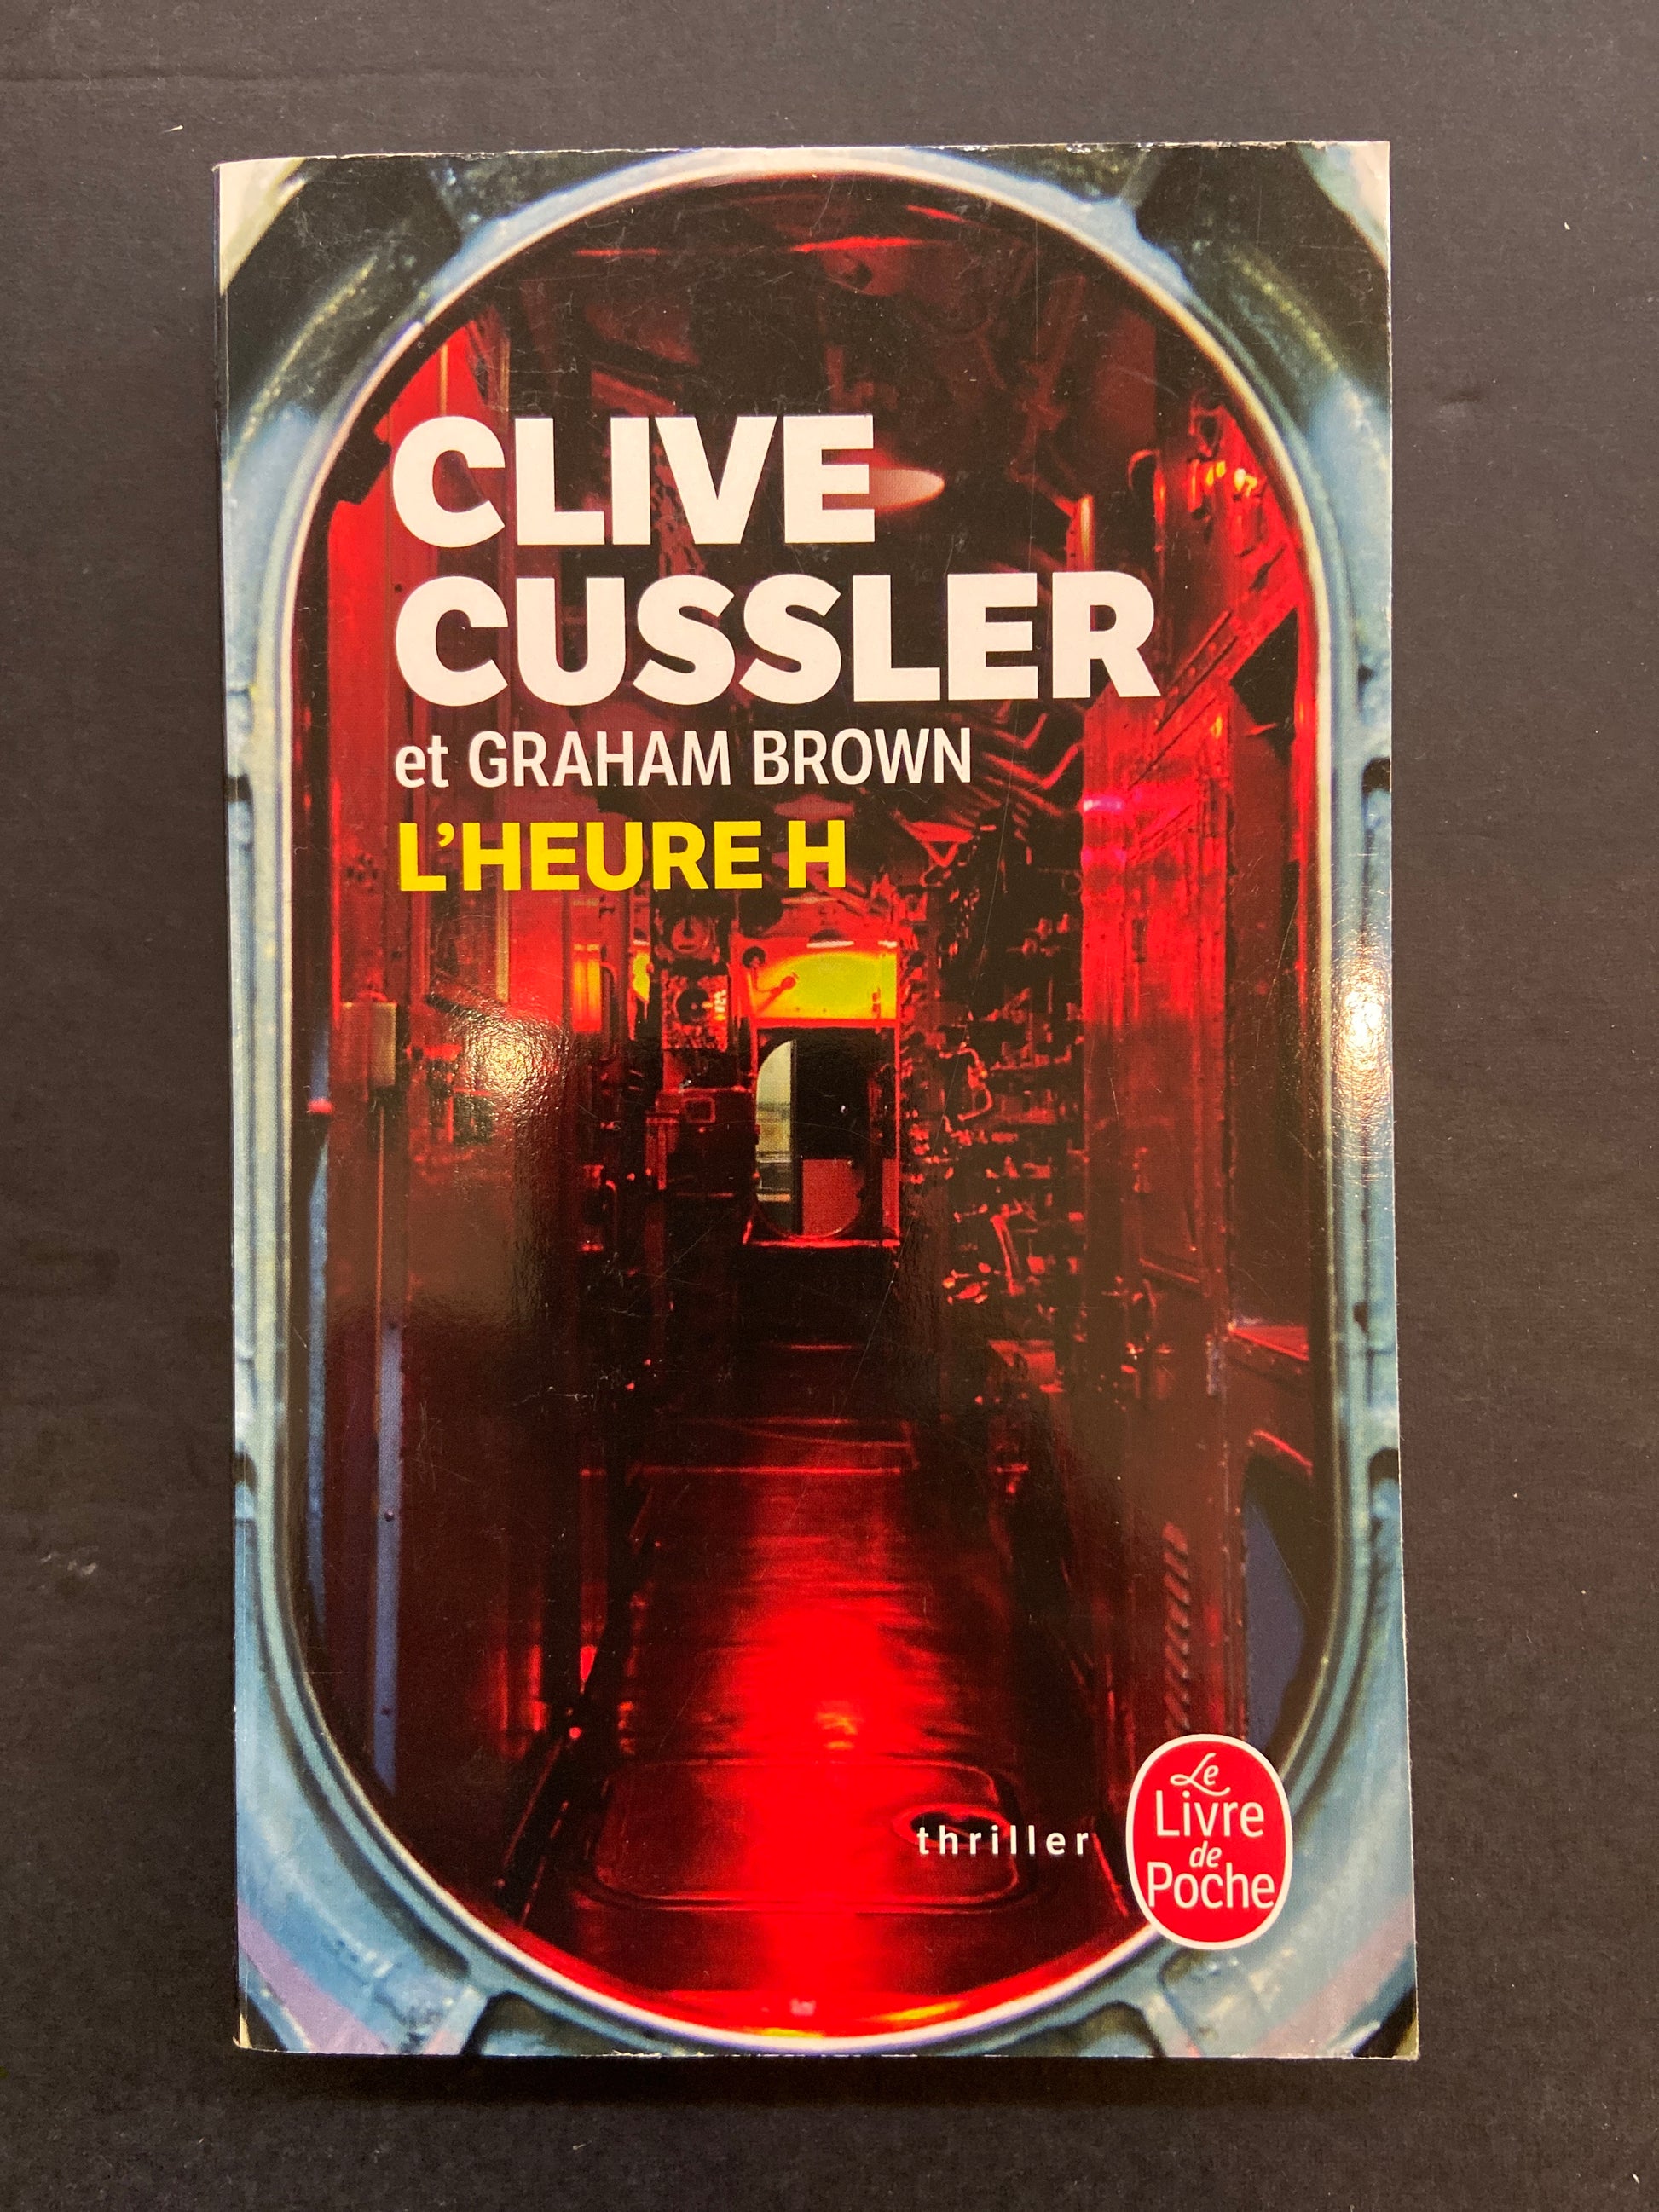 CLIVE
CUSSLER
et GRAHAM BROWN
L'HEURE H
thriller
Le
Livre
de
Poche